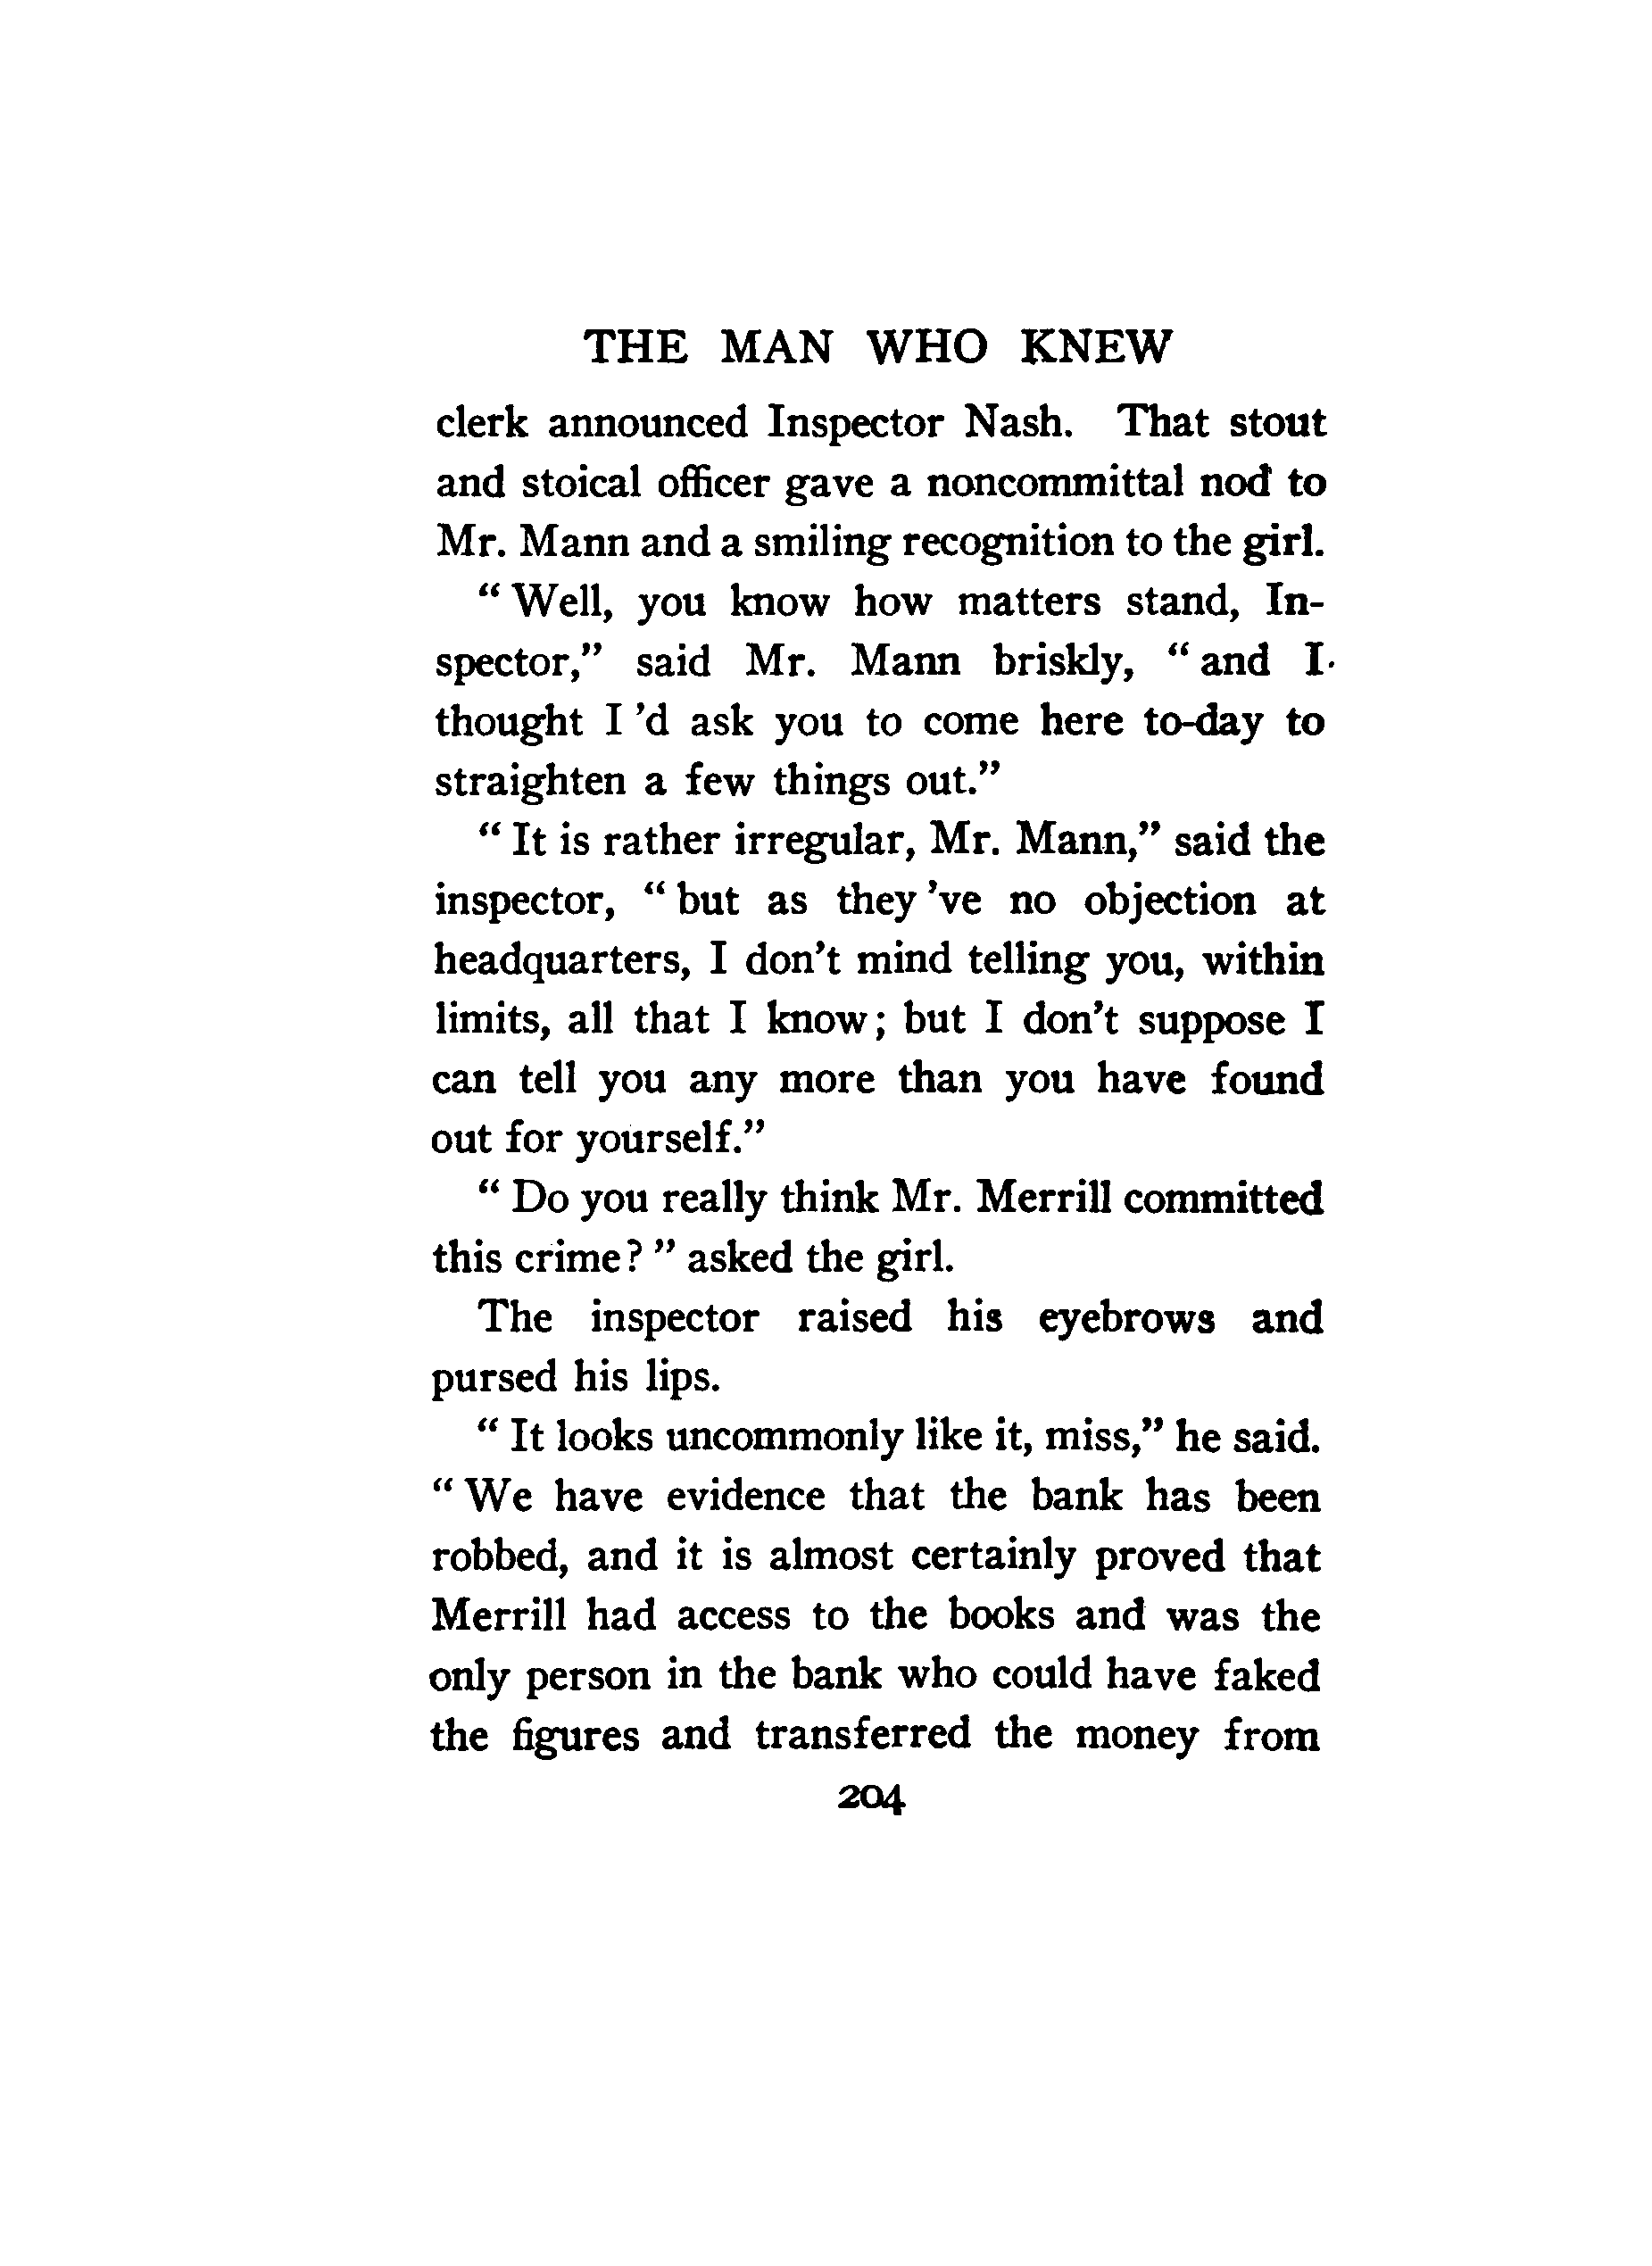 THE MAN WHO KNEW
clerk announced Inspector Nash. That stout
and stoical officer gave a noncommittal nod to
Mr. Mann and a smiling recognition to the girl.
“ Well, you know how matters stand, In-
spector,” said Mr. Mann briskly, “ and I
thought I ’d ask you to come here to-day to
straighten a few things out.”
“ It is rather irregular, Mr. Mann,” said the
inspector, “ but as they ’ve no objection at
headquarters, I don’t mind telling you, within
limits, all that I know; but I don’t suppose I
can tell you any more than you have found
out for yourself.”
“ Do you really think Mr. Merrill committed
this crime? ” asked the girl.
The inspector raised his eyebrows and
pursed his lips.
“ It looks uncommonly like it, miss,” he said.
“ We have evidence that the bank has been
robbed, and it is almost certainly proved that
Merrill had access to the books and was the
only person in the bank who could have faked
the figures and transferred the money from
204